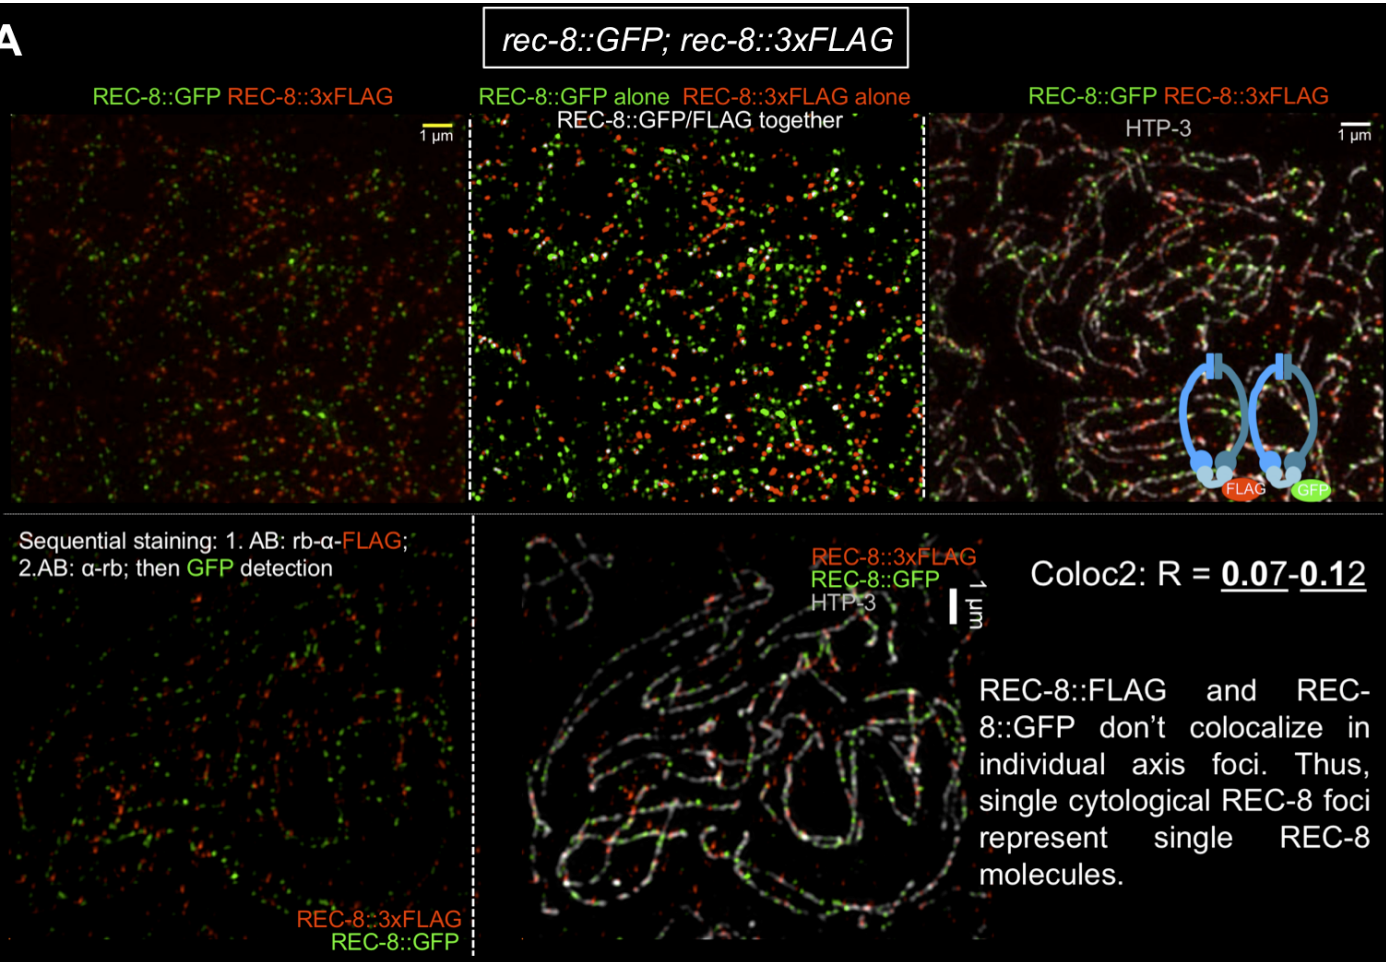 A
rec-8::GFP; rec-8::3xFLAG
REC-8::GFP REC-8::3xFLAG
1 µm
REC-8::GFP alone REC-8::3xFLAG alone
REC-8::GFP/FLAG together
REC-8::GFP REC-8::3xFLAG
HTP-3
1 µm
FLAG
GFP
Sequential staining: 1. AB: rb-α-FLAG;
2.AB: α-rb; then GFP detection
REC-8::3xFLAG
REC-8::GFP
REC-8::3xFLAG
REC-8::GFP
HTP-3
1 µm
Coloc2: R = 0.07-0.12
REC-8::FLAG and REC-
8::GFP don’t colocalize in
individual axis foci. Thus,
single cytological REC-8 foci
represent single REC-8
molecules.